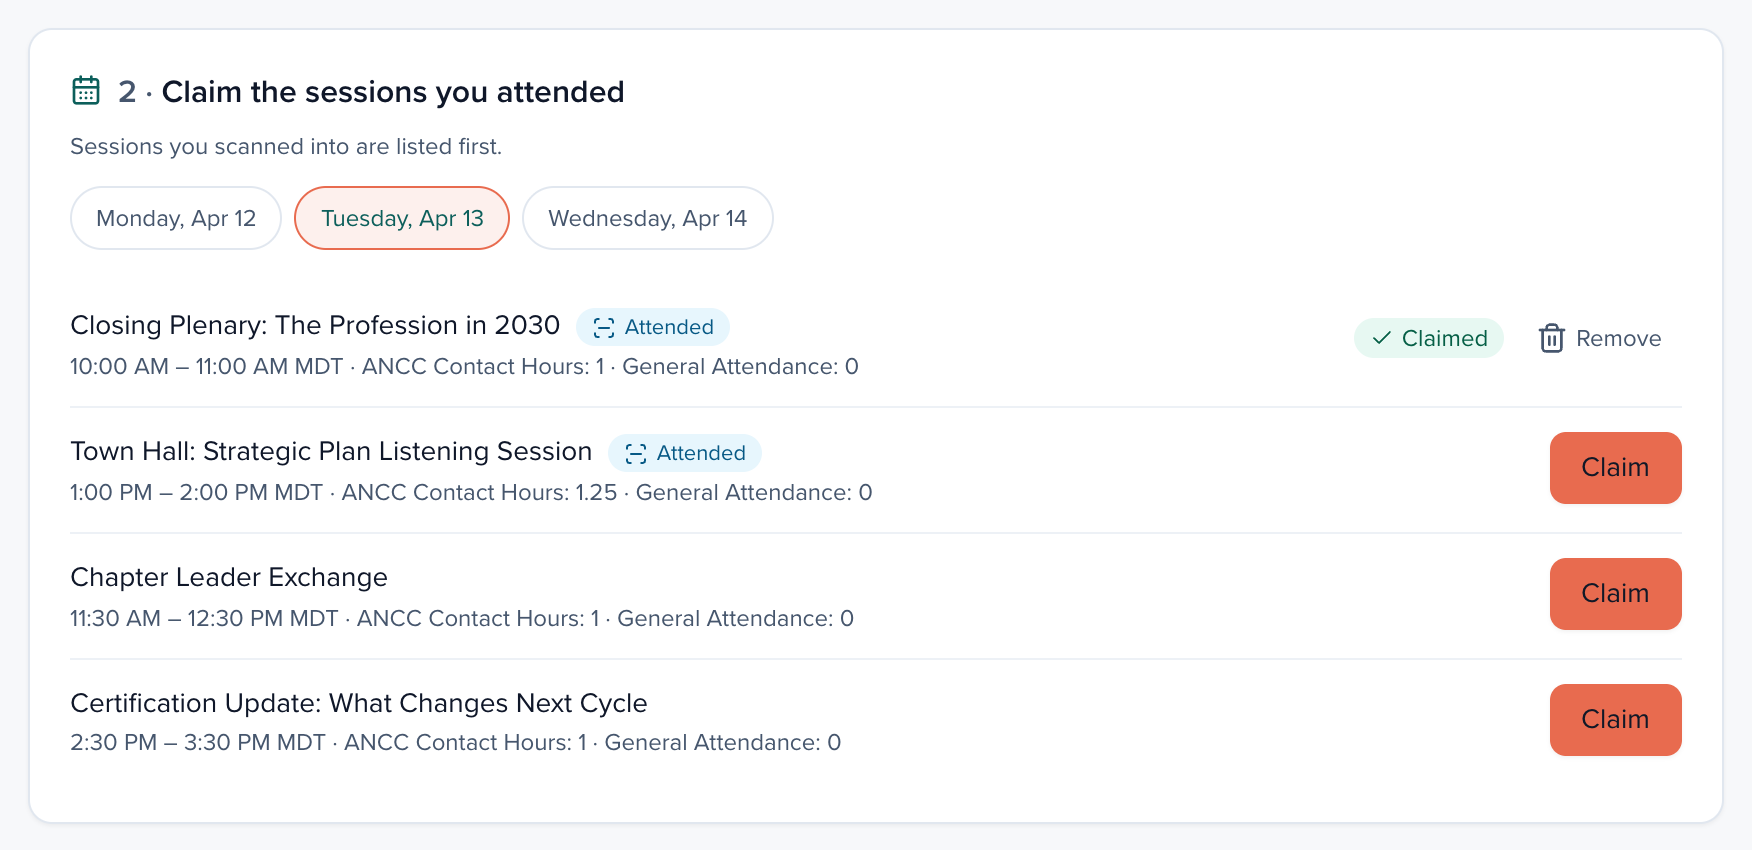 2 · Claim the sessions you attended
Sessions you scanned into are listed first.
Monday, Apr 12
Tuesday, Apr 13
Wednesday, Apr 14
Closing Plenary: The Profession in 2030 Attended
10:00 AM – 11:00 AM MDT · ANCC Contact Hours: 1 · General Attendance: 0
Claimed
Remove
Town Hall: Strategic Plan Listening Session Attended
1:00 PM – 2:00 PM MDT · ANCC Contact Hours: 1.25 · General Attendance: 0
Claim
Chapter Leader Exchange
11:30 AM – 12:30 PM MDT · ANCC Contact Hours: 1 · General Attendance: 0
Claim
Certification Update: What Changes Next Cycle
2:30 PM – 3:30 PM MDT · ANCC Contact Hours: 1 · General Attendance: 0
Claim